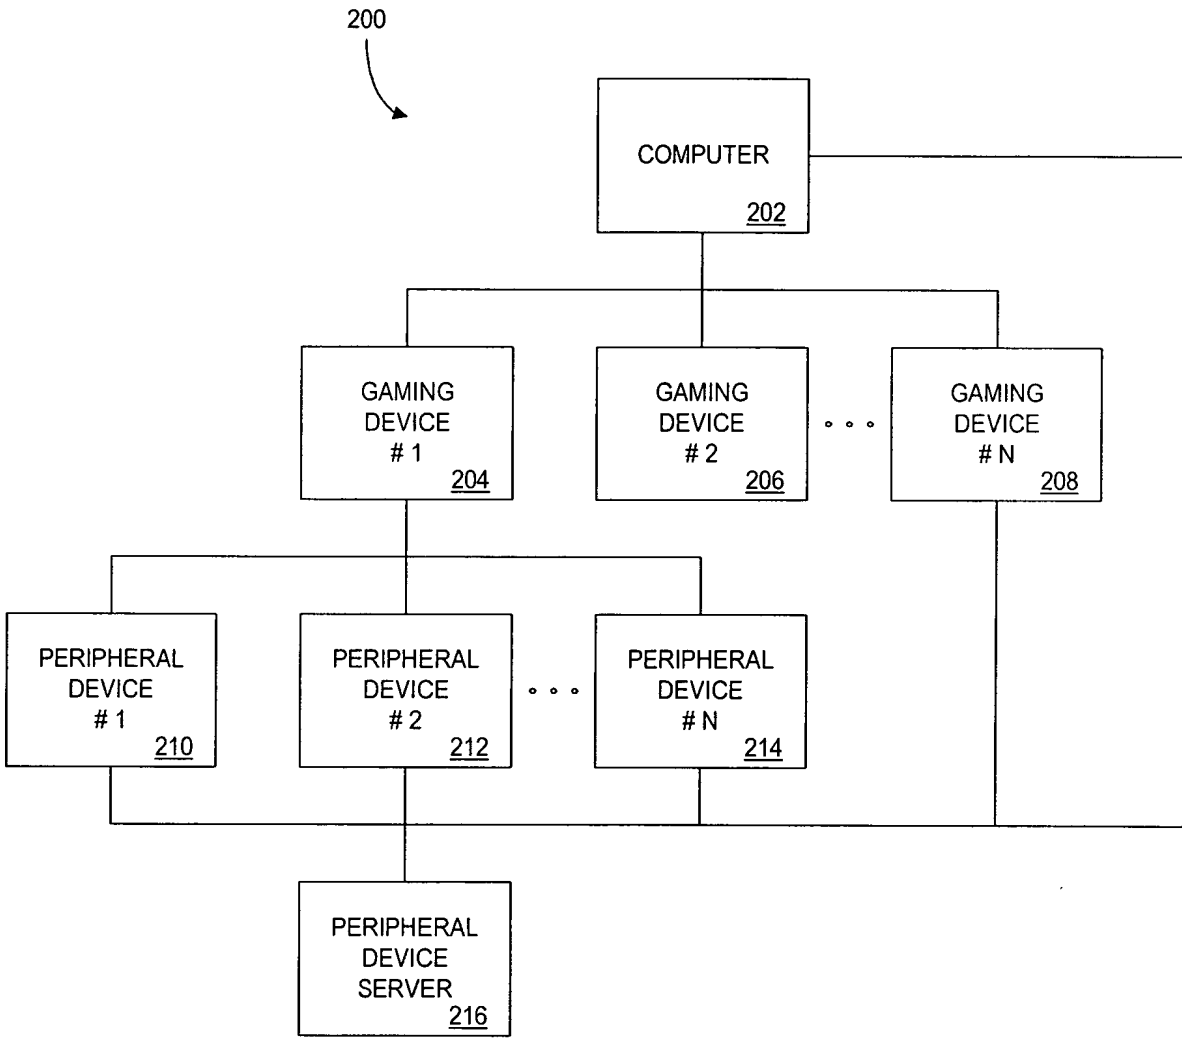 200
COMPUTER
202
GAMING
DEVICE
# 1
204
GAMING
DEVICE
# 2
206
GAMING
DEVICE
# N
208
PERIPHERAL
DEVICE
# 1
210
PERIPHERAL
DEVICE
# 2
212
PERIPHERAL
DEVICE
# N
214
PERIPHERAL
DEVICE
SERVER
216